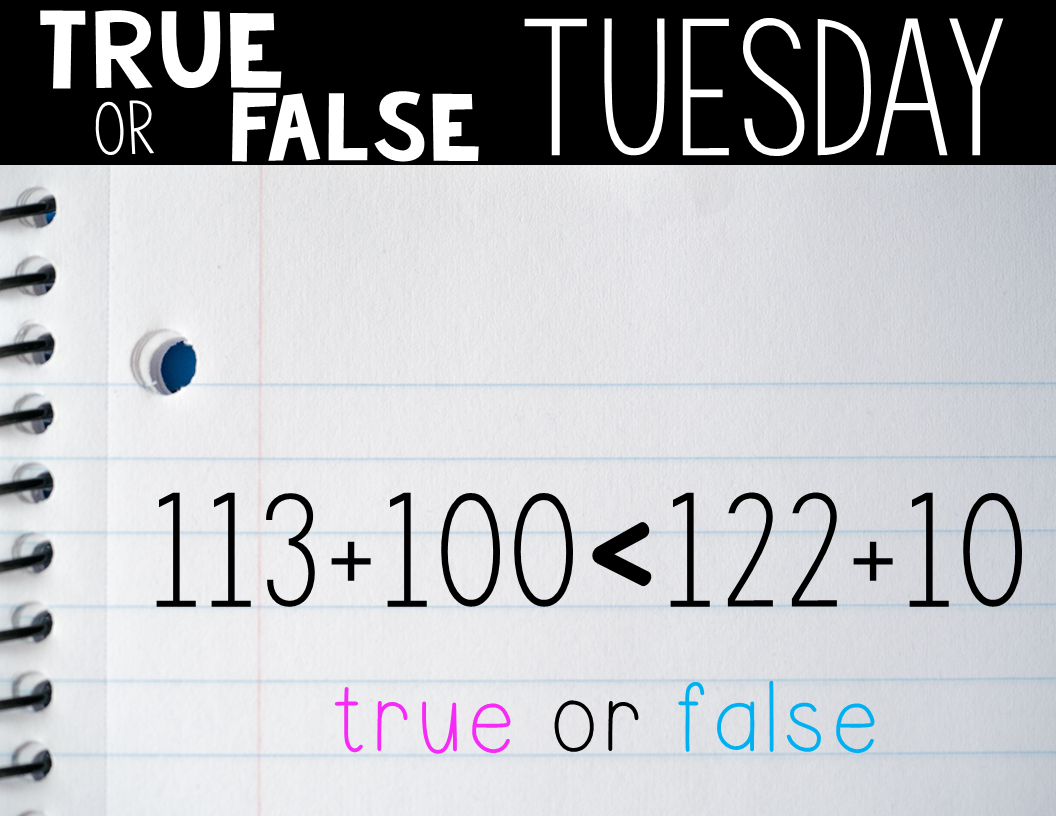 TRUE
OR FALSE
TUESDAY
113+100<122+10
true or false